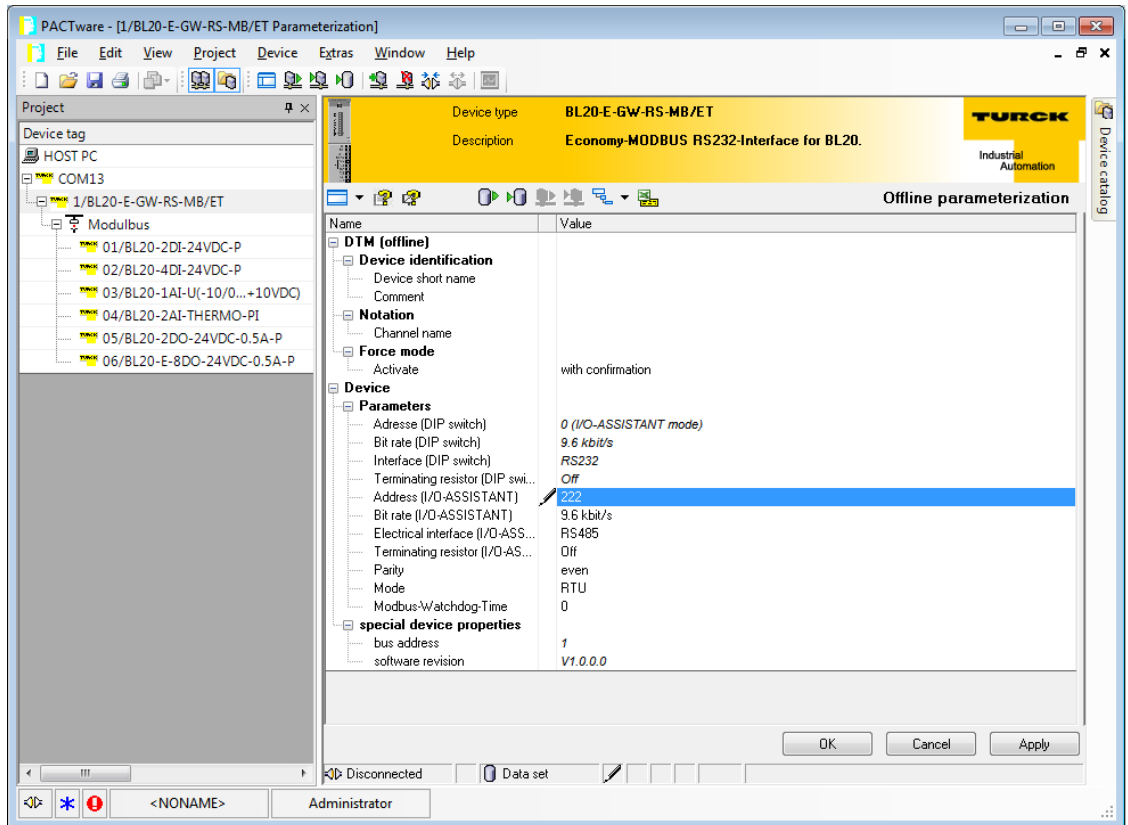 PACTware - [1/BL20-E-GW-RS-MB/ET Parameterization]
File Edit View Project Device Extras Window Help
Project
Device tag
HOST PC
COM13
1/BL20-E-GW-RS-MB/ET
Modulbus
01/BL20-2DI-24VDC-P
02/BL20-4DI-24VDC-P
03/BL20-1AI-U(-10/0...+10VDC)
04/BL20-2AI-THERMO-PI
05/BL20-2DO-24VDC-0.5A-P
06/BL20-E-8DO-24VDC-0.5A-P
Device type BL20-E-GW-RS-MB/ET
Description Economy-MODBUS RS232-Interface for BL20.
TURCK
Industrial
Automation
Device catalog
Offline parameterization
Name Value
DTM (offline)
Device identification
Device short name
Comment
Notation
Channel name
Force mode
Activate with confirmation
Device
Parameters
Adresse (DIP switch) 0 (I/O-ASSISTANT mode)
Bit rate (DIP switch) 9.6 kbit/s
Interface (DIP switch) RS232
Terminating resistor (DIP swi... Off
Address (I/O-ASSISTANT) 222
Bit rate (I/O-ASSISTANT) 9.6 kbit/s
Electrical interface (I/O-ASS... RS485
Terminating resistor (I/O-AS... Off
Parity even
Mode RTU
Modbus-Watchdog-Time 0
special device properties
bus address 1
software revision V1.0.0.0
OK Cancel Apply
Disconnected Data set
<NONAME> Administrator